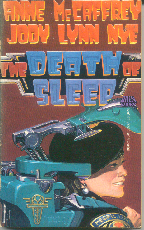 ANNE McCAFFREY
JODY LYNN NYE
THE DEATH OF
SLEEP